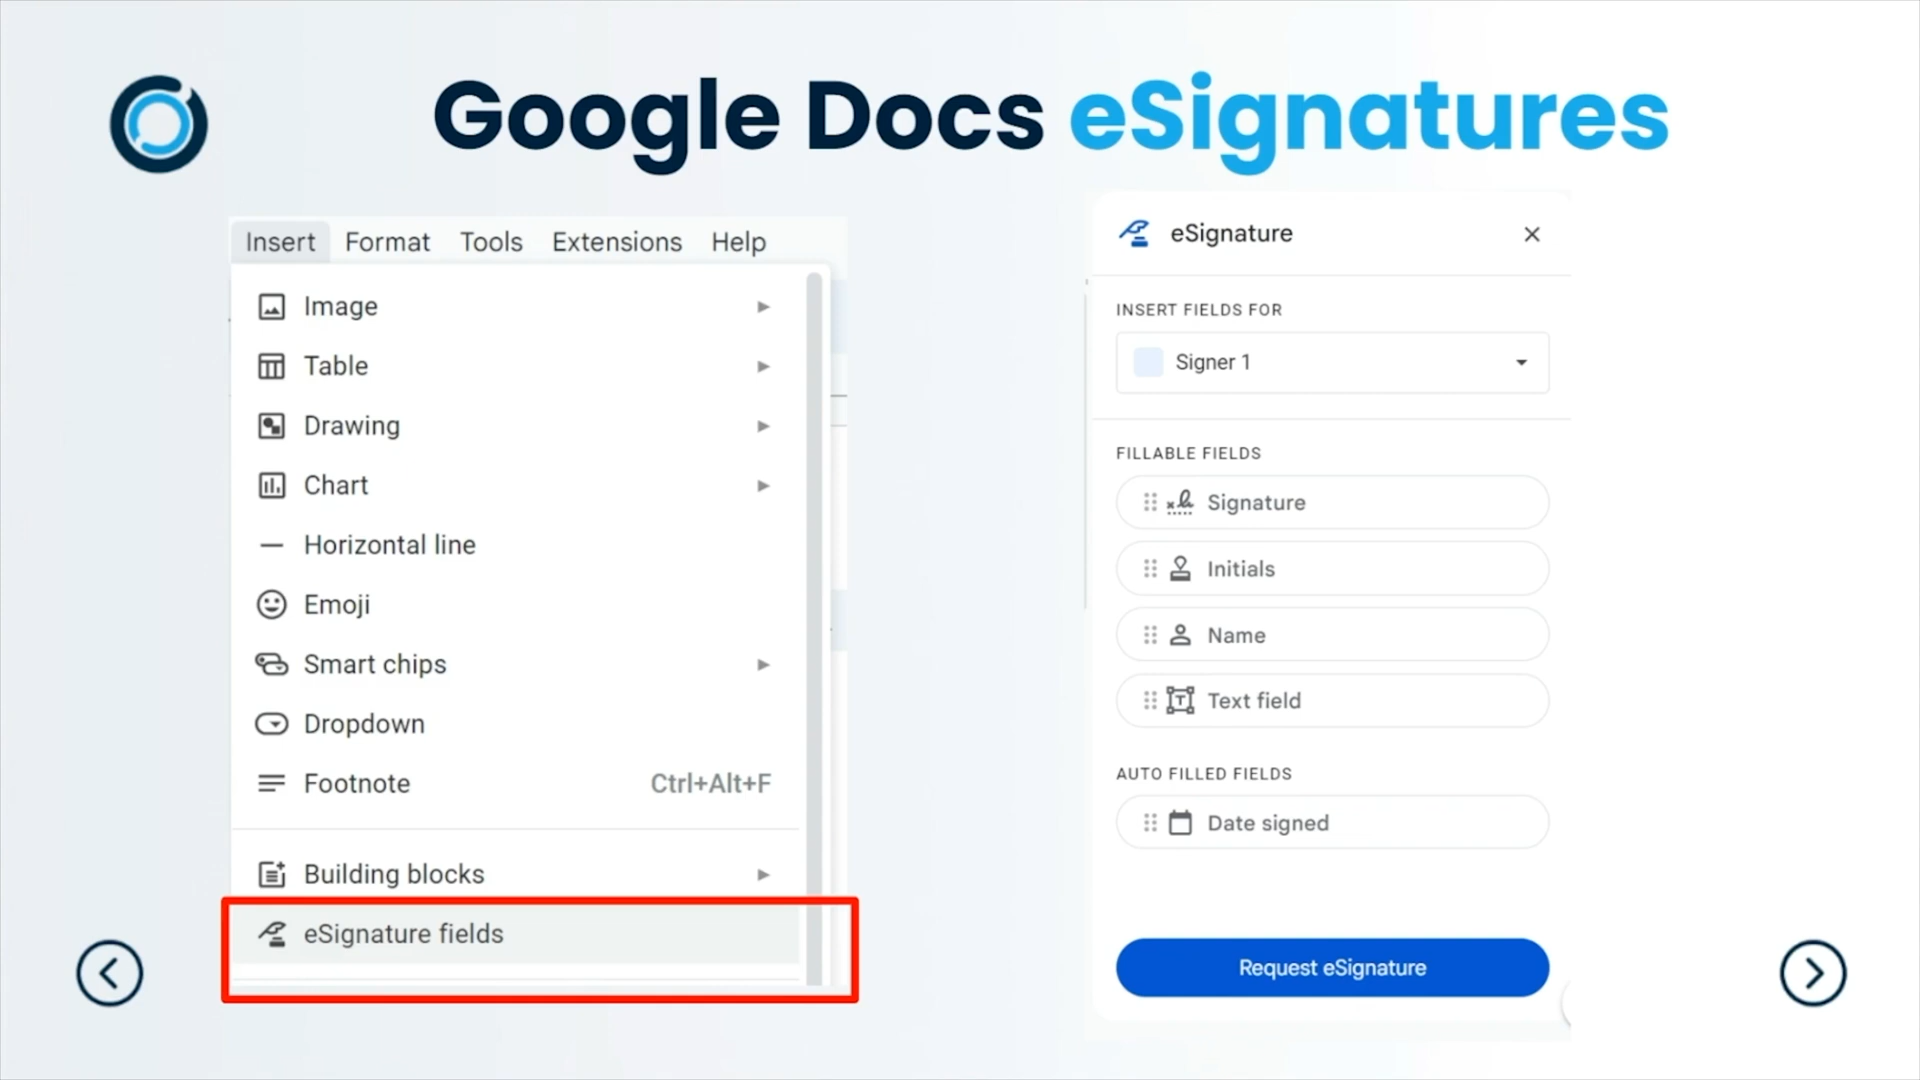 Google Docs eSignatures
Insert Format Tools Extensions Help
Image
Table
Drawing
Chart
Horizontal line
Emoji
Smart chips
Dropdown
Footnote Ctrl+Alt+F
Building blocks
eSignature fields
eSignature
INSERT FIELDS FOR
Signer 1
FILLABLE FIELDS
Signature
Initials
Name
Text field
AUTO FILLED FIELDS
Date signed
Request eSignature